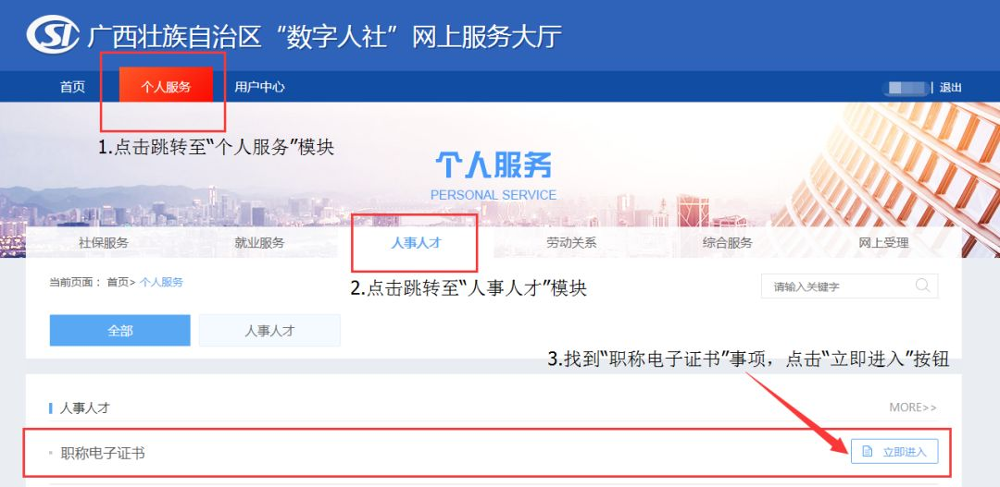 SI 广西壮族自治区“数字人社”网上服务大厅
首页 个人服务 用户中心 | 退出
1.点击跳转至“个人服务”模块
个人服务
PERSONAL SERVICE
社保服务 就业服务 人事人才 劳动关系 综合服务 网上受理
当前页面： 首页> 个人服务
2.点击跳转至“人事人才”模块
请输入关键字
全部 人事人才
3.找到“职称电子证书”事项，点击“立即进入”按钮
人事人才 MORE>>
职称电子证书 立即进入